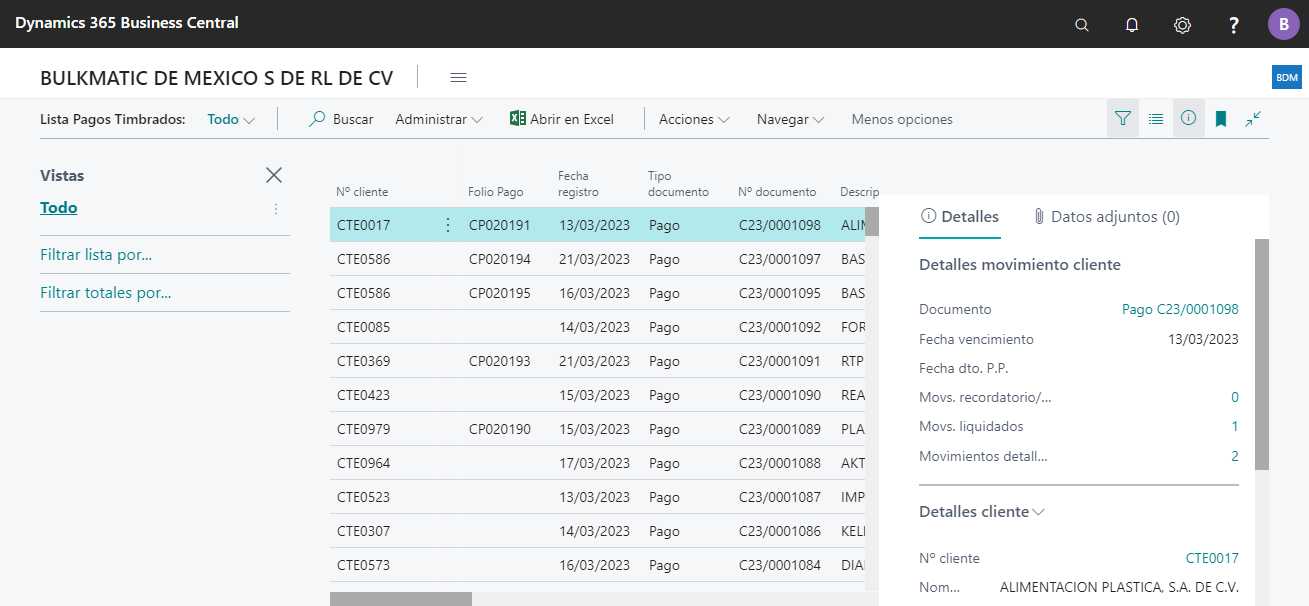 Dynamics 365 Business Central
? B
BULKMATIC DE MEXICO S DE RL DE CV
BDM
Lista Pagos Timbrados: Todo Buscar Administrar Abrir en Excel Acciones Navegar Menos opciones
Vistas
Todo
Filtrar lista por...
Filtrar totales por...
Nº cliente Folio Pago Fecha registro Tipo documento Nº documento Descrip
CTE0017 CP020191 13/03/2023 Pago C23/0001098 ALIM
CTE0586 CP020194 21/03/2023 Pago C23/0001097 BAS
CTE0586 CP020195 16/03/2023 Pago C23/0001095 BAS
CTE0085 14/03/2023 Pago C23/0001092 FOR
CTE0369 CP020193 21/03/2023 Pago C23/0001091 RTP
CTE0423 15/03/2023 Pago C23/0001090 REA
CTE0979 CP020190 15/03/2023 Pago C23/0001089 PLA
CTE0964 17/03/2023 Pago C23/0001088 AKT
CTE0523 13/03/2023 Pago C23/0001087 IMP
CTE0307 14/03/2023 Pago C23/0001086 KELI
CTE0573 16/03/2023 Pago C23/0001084 DIA
Detalles Datos adjuntos (0)
Detalles movimiento cliente
Documento Pago C23/0001098
Fecha vencimiento 13/03/2023
Fecha dto. P.P.
Movs. recordatorio/... 0
Movs. liquidados 1
Movimientos detall... 2
Detalles cliente
Nº cliente CTE0017
Nom... ALIMENTACION PLASTICA, S.A. DE C.V.